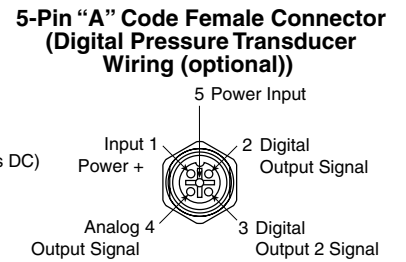 5-Pin “A” Code Female Connector
(Digital Pressure Transducer
Wiring (optional))
5 Power Input
Input 1
Power +
2 Digital
Output Signal
s DC)
Analog 4
Output Signal
3 Digital
Output 2 Signal